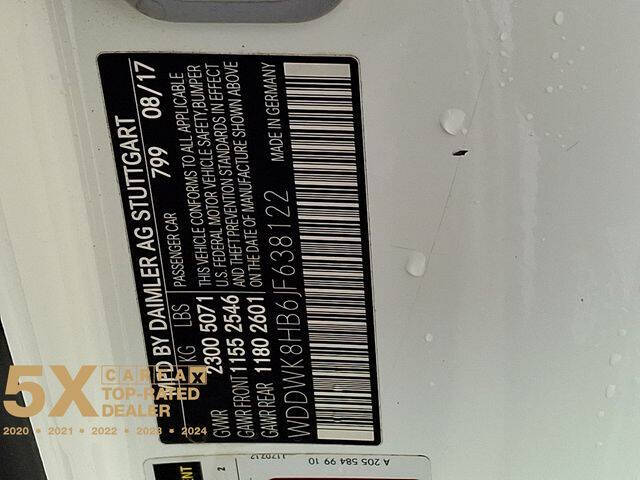 MFD BY DAIMLER AG STUTTGART
799 08/17
KG LBS PASSENGER CAR
GVWR 2300 5071 THIS VEHICLE CONFORMS TO ALL APPLICABLE
GAWR FRONT 1155 2546 U.S. FEDERAL MOTOR VEHICLE SAFETY, BUMPER
GAWR REAR 1180 2601 AND THEFT PREVENTION STANDARDS IN EFFECT
ON THE DATE OF MANUFACTURE SHOWN ABOVE
WDDWK8HB6JF638122 MADE IN GERMANY
A 205 584 99 10
2
5X
CARFAX
TOP-RATED
DEALER
2020 • 2021 • 2022 • 2023 • 2024